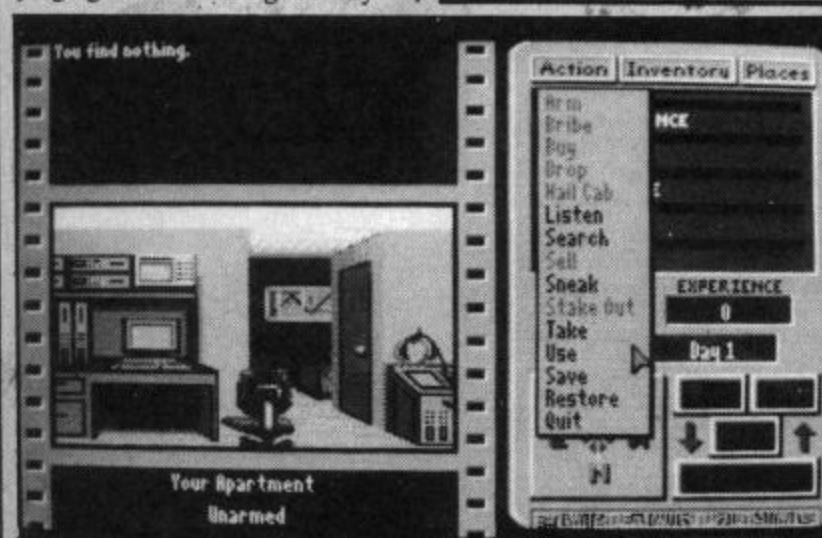 You find nothing.
Action Inventory Places
Arm
Bribe
Buy
Drop
Hail Cab
Listen
Search
Sell
Sneak
Stake Out
Take
Use
Save
Restore
Quit
MCE
EXPERIENCE
0
Day 1
N
Your Apartment
Unarmed